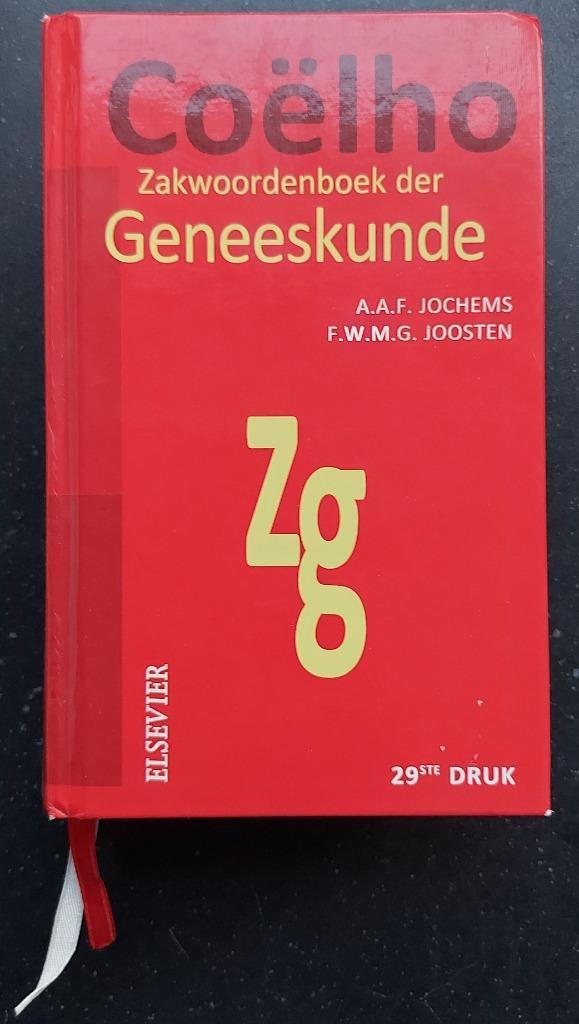 Coëlho
Zakwoordenboek der
Geneeskunde
A.A.F. JOCHEMS
F.W.M.G. JOOSTEN
Zg
ELSEVIER
29STE DRUK